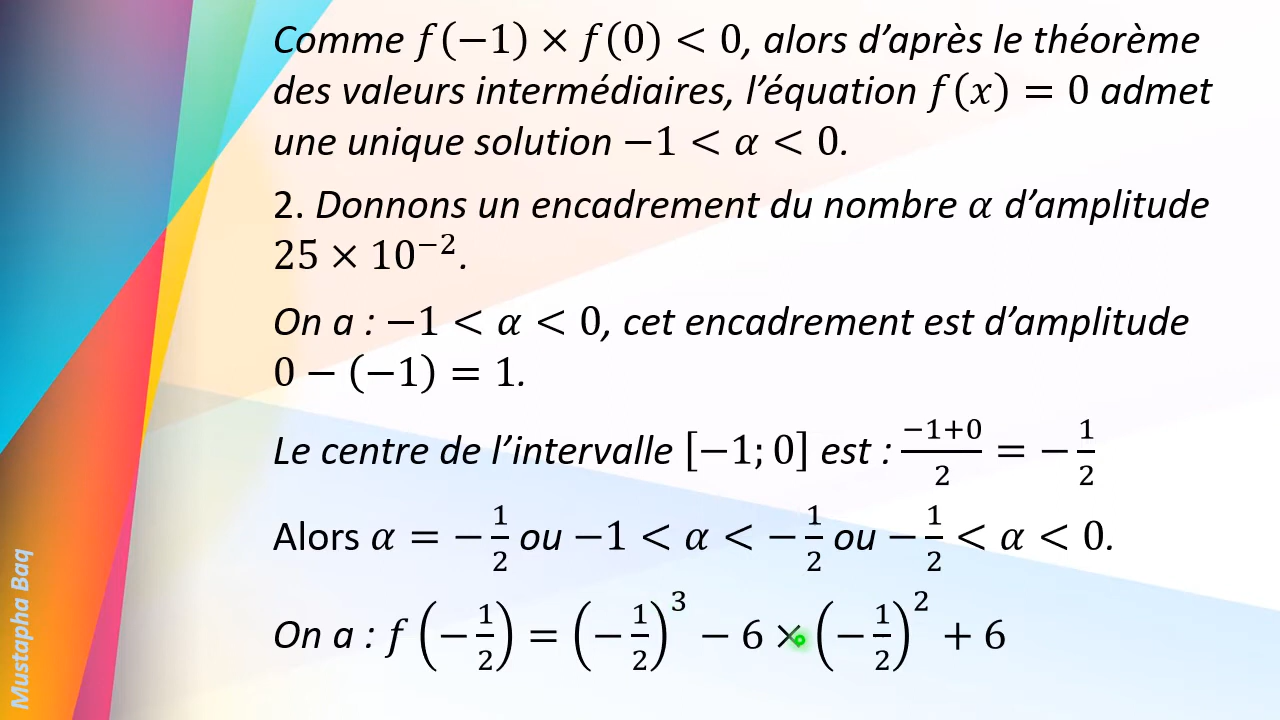 Comme f(−1) × f(0) < 0, alors d’après le théorème
des valeurs intermédiaires, l’équation f(x) = 0 admet
une unique solution −1 < α < 0.
2. Donnons un encadrement du nombre α d’amplitude
25 × 10⁻².
On a : −1 < α < 0, cet encadrement est d’amplitude
0 − (−1) = 1.
Le centre de l’intervalle [−1; 0] est : (−1+0)/2 = −1/2
Alors α = −1/2 ou −1 < α < −1/2 ou −1/2 < α < 0.
On a : f(−1/2) = (−1/2)³ − 6 × (−1/2)² + 6
Mustapha Baq